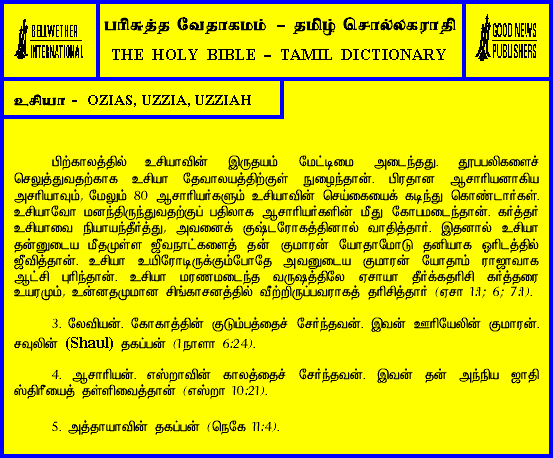 BELLWETHER
INTERNATIONAL
பரிசுத்த வேதாகமம் - தமிழ் சொல்லகராதி
THE HOLY BIBLE - TAMIL DICTIONARY
GOOD NEWS
PUBLISHERS
உசியா - OZIAS, UZZIA, UZZIAH
பிற்காலத்தில் உசியாவின் இருதயம் மேட்டிமை அடைந்தது. தூபபலிகளைச்
செலுத்துவதற்காக உசியா தேவாலயத்திற்குள் நுழைந்தான். பிரதான ஆசாரியனாகிய
அசரியாவும், மேலும் 80 ஆசாரியர்களும் உசியாவின் செய்கையைக் கடிந்து கொண்டார்கள்.
உசியாவோ மனந்திருந்துவதற்குப் பதிலாக ஆசாரியர்களின் மீது கோபமடைந்தான். கர்த்தர்
உசியாவை நியாயந்தீர்த்து, அவனைக் குஷ்டரோகத்தினால் வாதித்தார். இதனால் உசியா
தன்னுடைய மீதமுள்ள ஜீவநாட்களைத் தன் குமாரன் யோதாமோடு தனியாக ஓரிடத்தில்
ஜீவித்தான். உசியா உயிரோடிருக்கும்போதே அவனுடைய குமாரன் யோதாம் ராஜாவாக
ஆட்சி புரிந்தான். உசியா மரணமடைந்த வருஷத்திலே ஏசாயா தீர்க்கதரிசி கர்த்தரை
உயரமும், உன்னதமுமான சிங்காசனத்தில் வீற்றிருப்பவராகத் தரிசித்தார் (ஏசா 1:1; 6; 7:1).
3. லேவியன். கோகாத்தின் குடும்பத்தைச் சேர்ந்தவன். இவன் ஊரியேலின் குமாரன்.
சவுலின் (Shaul) தகப்பன் (1நாளா 6:24).
4. ஆசாரியன். எஸ்றாவின் காலத்தைச் சேர்ந்தவன். இவன் தன் அந்நிய ஜாதி
ஸ்திரீயைத் தள்ளிவைத்தான் (எஸ்றா 10:21).
5. அத்தாயாவின் தகப்பன் (நெகே 11:4).